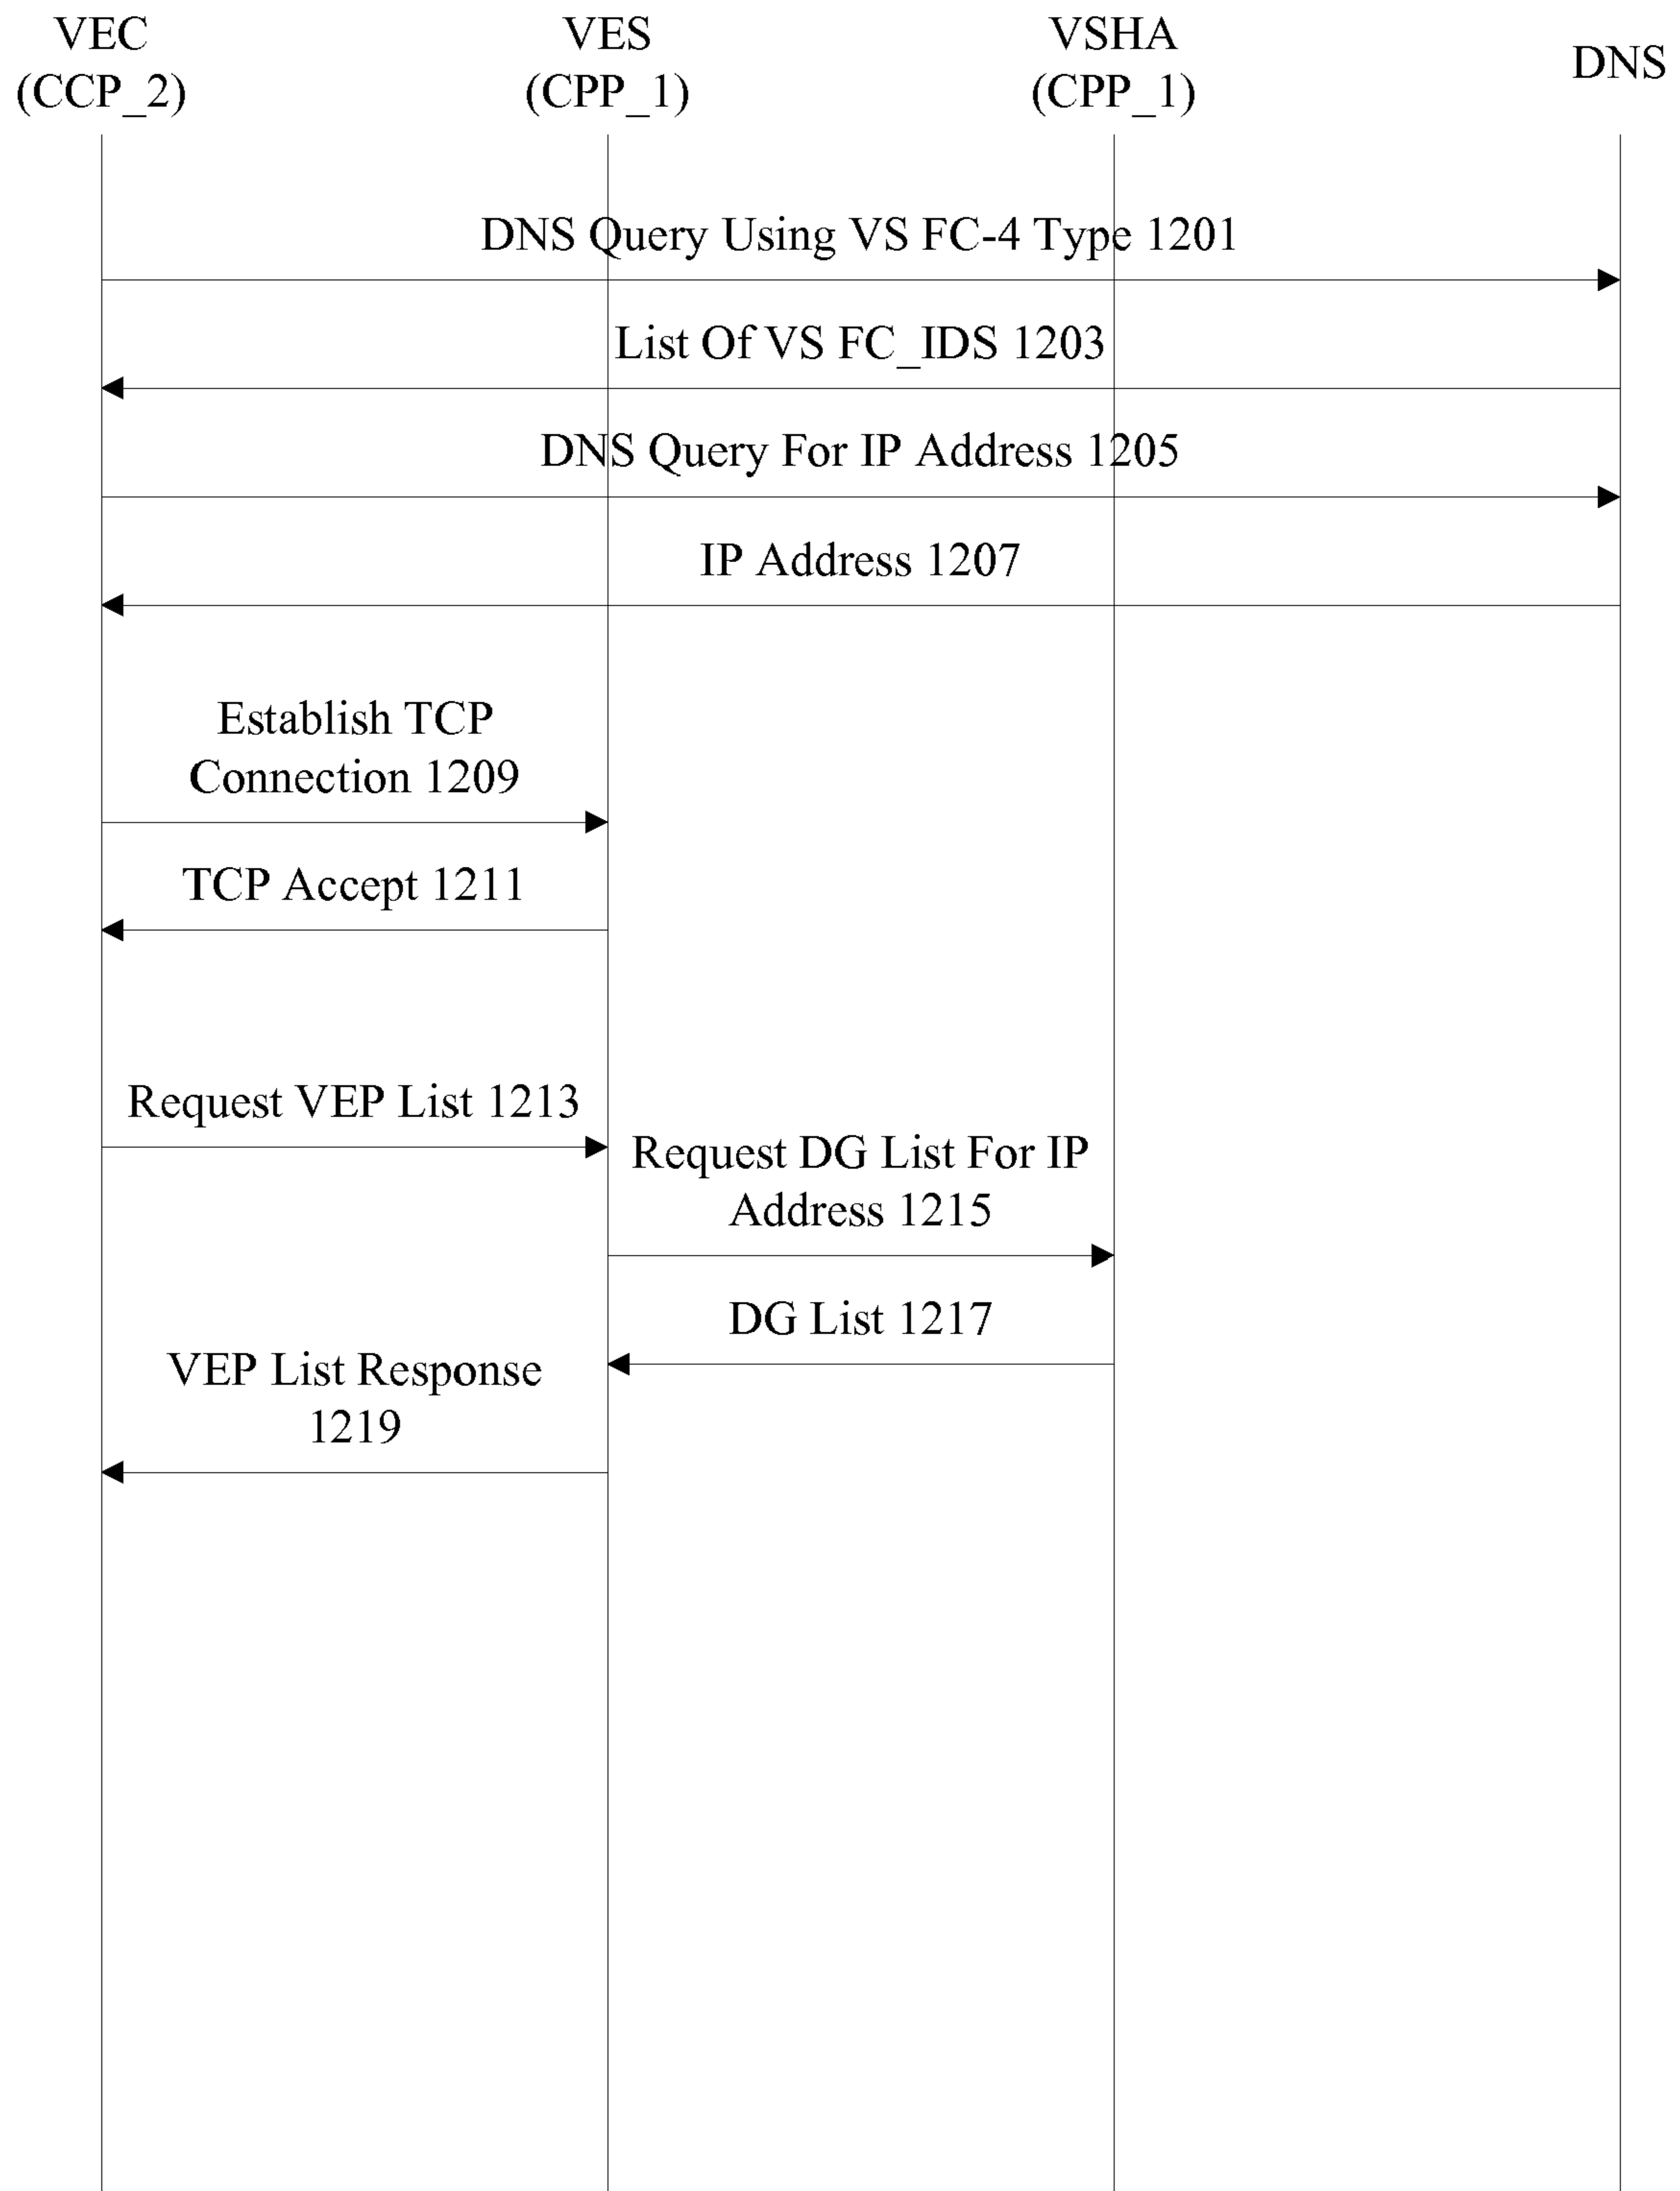 VEC
(CCP_2)
VES
(CPP_1)
VSHA
(CPP_1)
DNS
DNS Query Using VS FC-4 Type 1201
List Of VS FC_IDS 1203
DNS Query For IP Address 1205
IP Address 1207
Establish TCP
Connection 1209
TCP Accept 1211
Request VEP List 1213
Request DG List For IP
Address 1215
DG List 1217
VEP List Response
1219